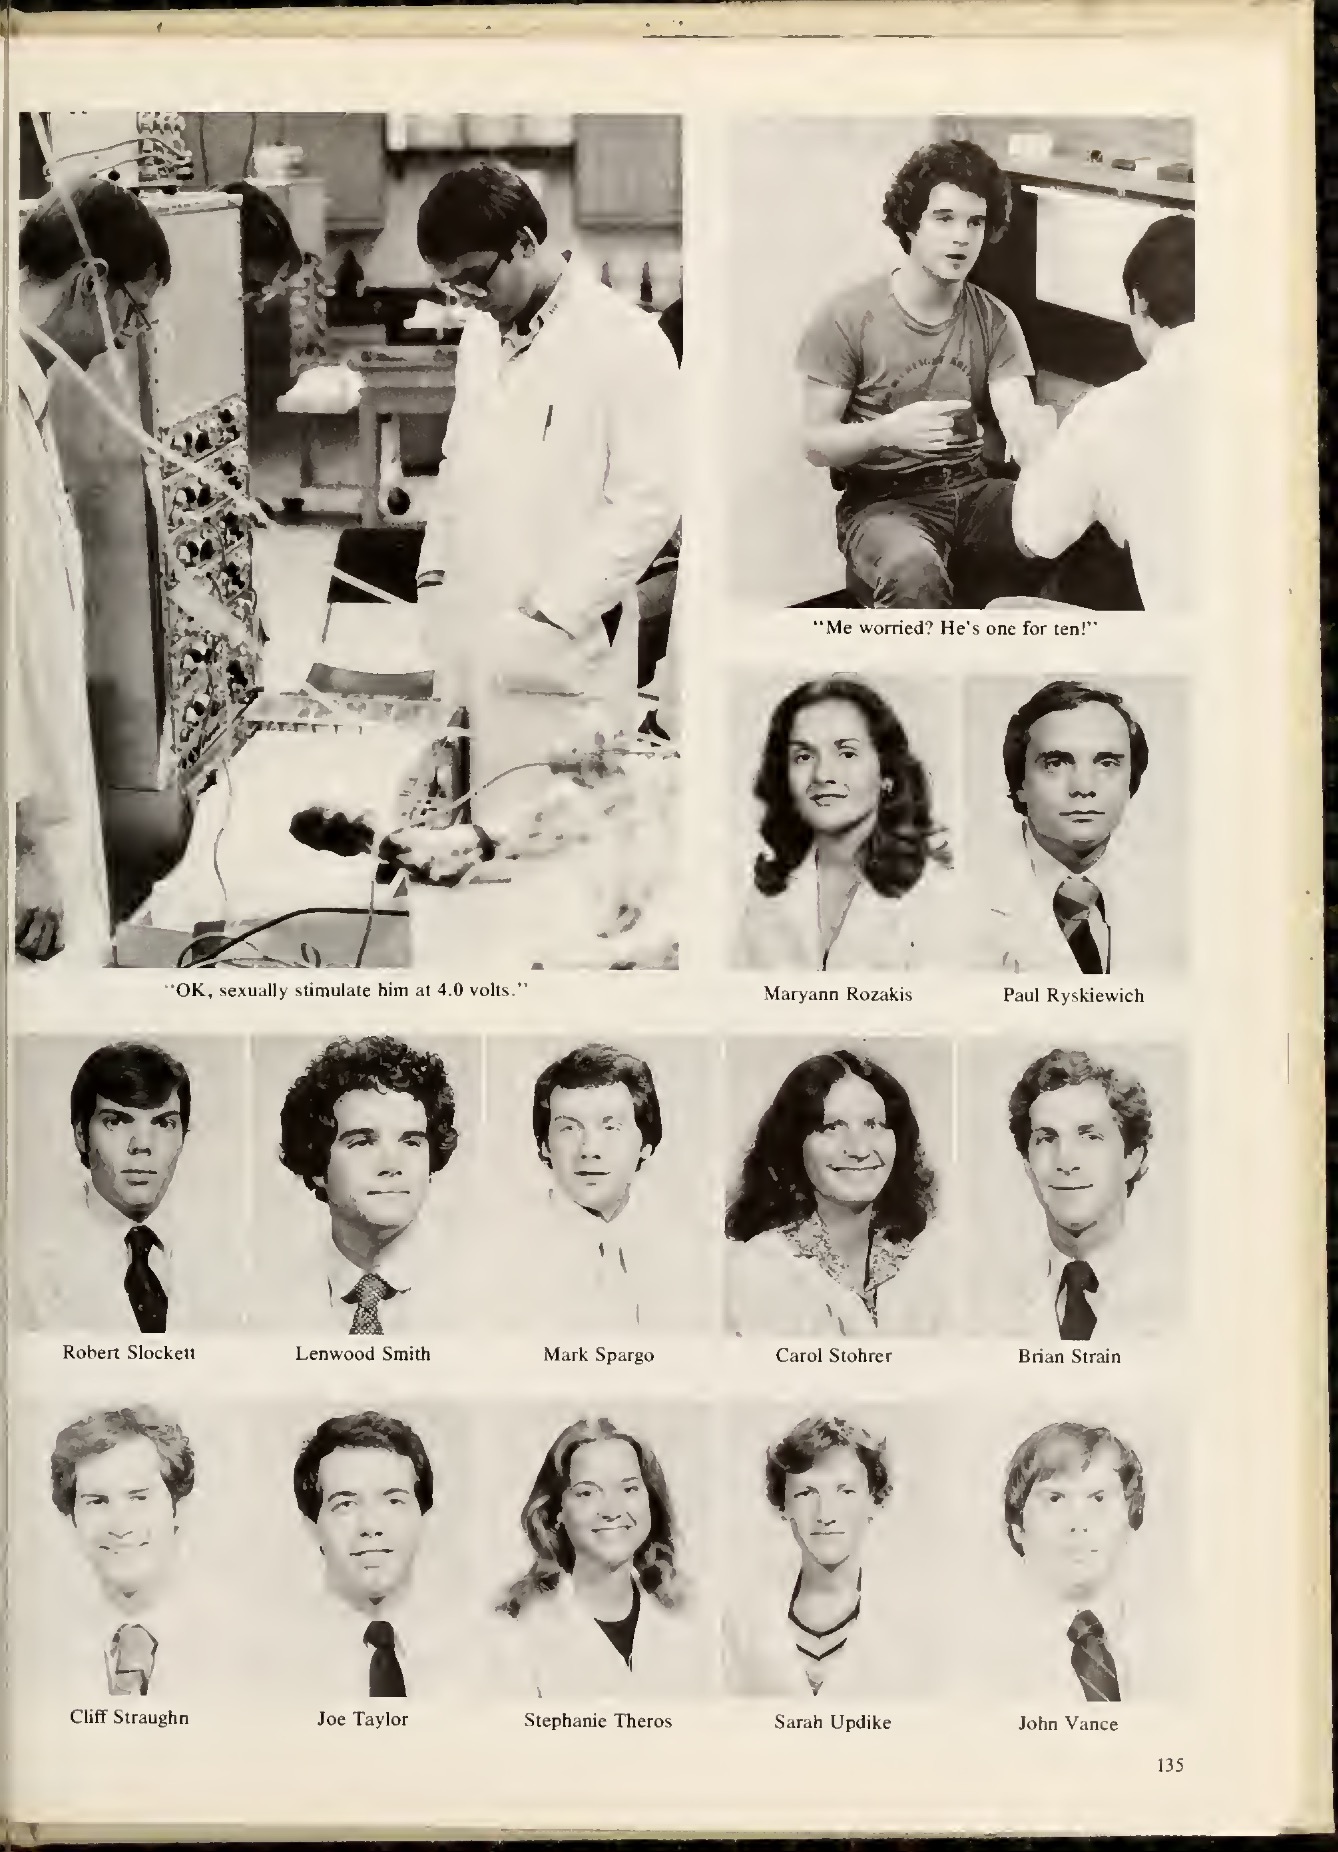 "OK, sexually stimulate him at 4.0 volts."
"Me worried? He's one for ten!"
Maryann Rozakis
Paul Ryskiewich
Robert Slockett
Lenwood Smith
Mark Spargo
Carol Stohrer
Brian Strain
Cliff Straughn
Joe Taylor
Stephanie Theros
Sarah Updike
John Vance
135